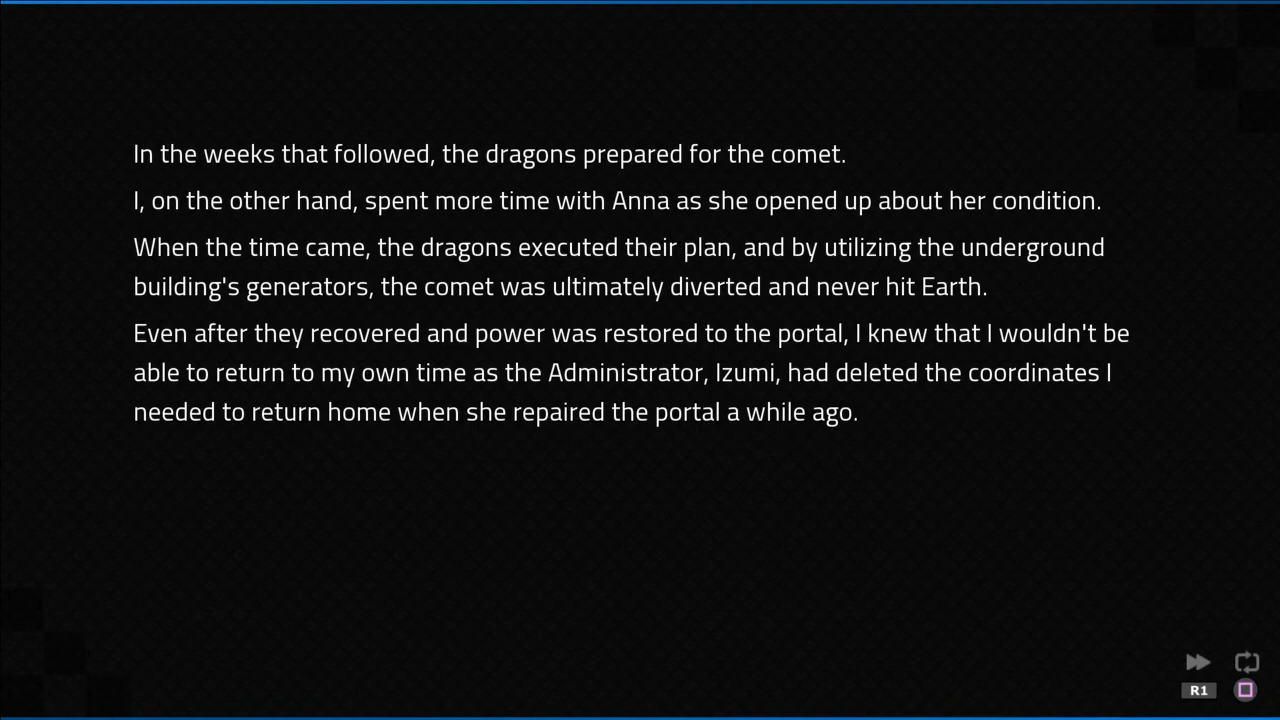 In the weeks that followed, the dragons prepared for the comet.
I, on the other hand, spent more time with Anna as she opened up about her condition.
When the time came, the dragons executed their plan, and by utilizing the underground
building's generators, the comet was ultimately diverted and never hit Earth.
Even after they recovered and power was restored to the portal, I knew that I wouldn't be
able to return to my own time as the Administrator, Izumi, had deleted the coordinates I
needed to return home when she repaired the portal a while ago.
R1